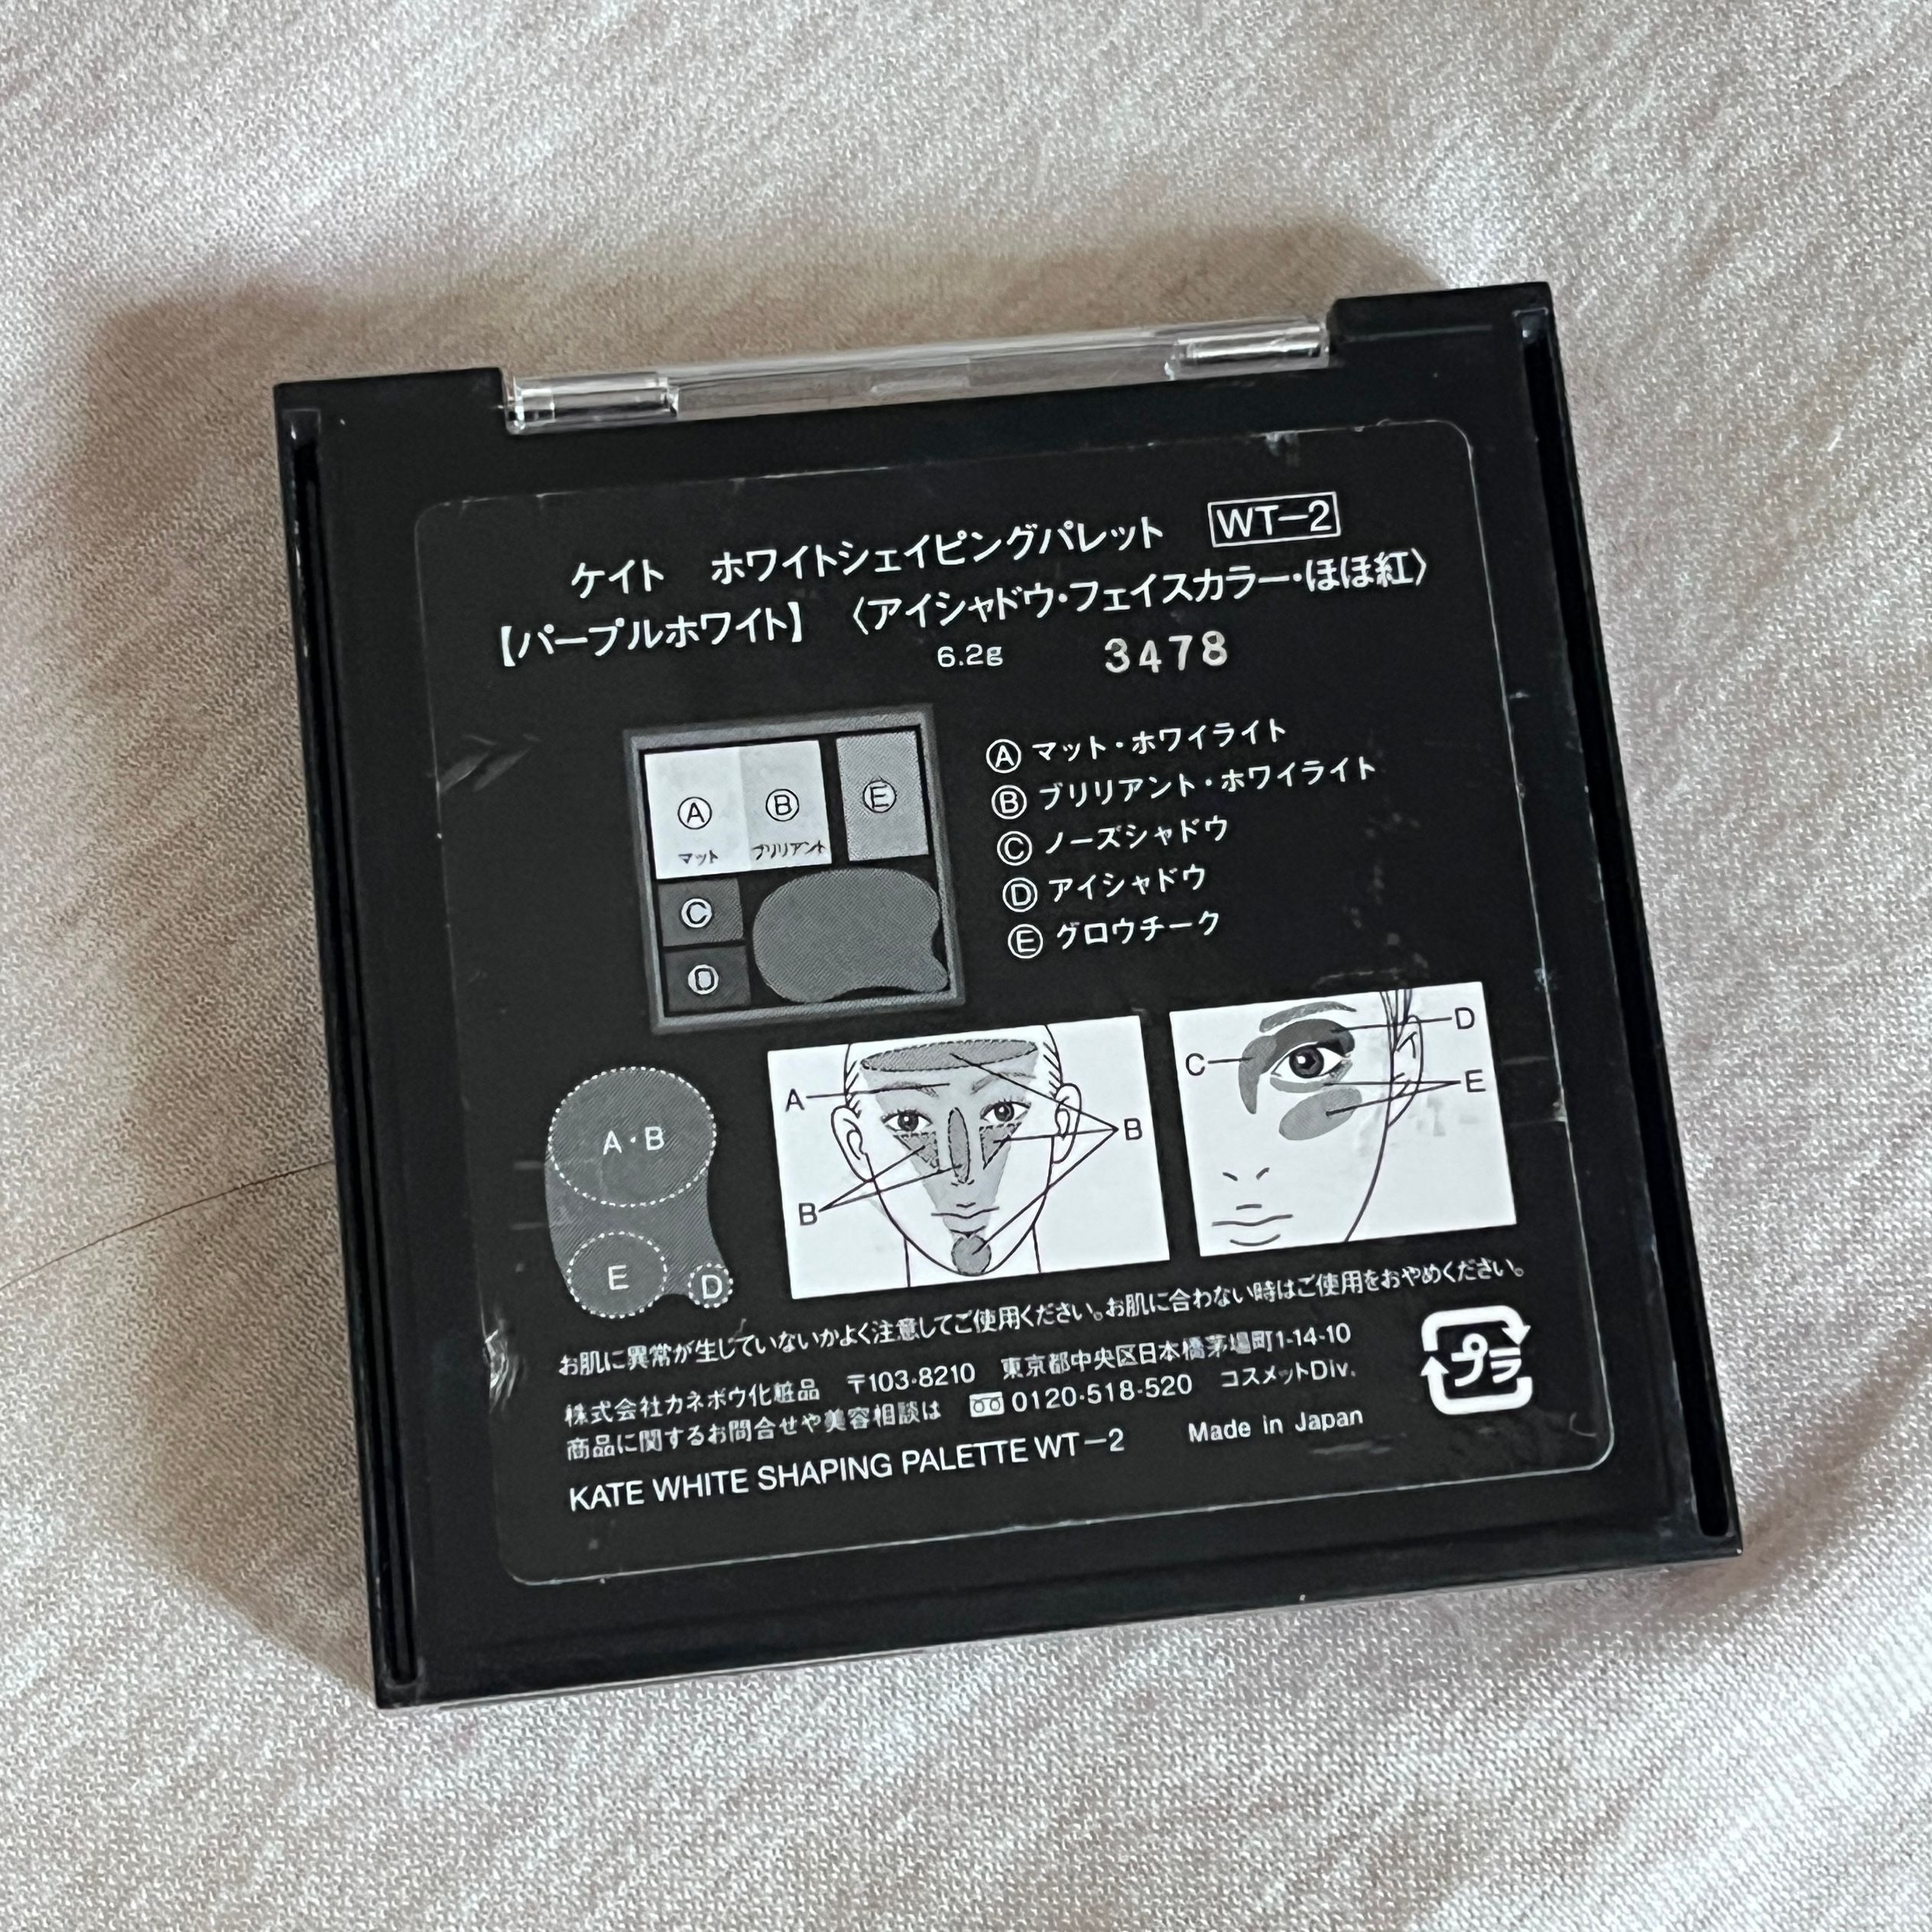 ケイト ホワイトシェイピングパレット WT-2
【パープルホワイト】 〈アイシャドウ・フェイスカラー・ほほ紅〉
6.2g 3478
Ⓐ Ⓑ Ⓔ
マット ブリリアント
Ⓒ
Ⓓ
Ⓐ マット・ホワイライト
Ⓑ ブリリアント・ホワイライト
Ⓒ ノーズシャドウ
Ⓓ アイシャドウ
Ⓔ グロウチーク
A・B
E D
A
B
B
C
D
E
お肌に異常が生じていないかよく注意してご使用ください。お肌に合わない時はご使用をおやめください。
株式会社カネボウ化粧品 〒103-8210 東京都中央区日本橋茅場町1-14-10
商品に関するお問合せや美容相談は 0120-518-520 コスメットDiv.
KATE WHITE SHAPING PALETTE WT-2 Made in Japan
プラ